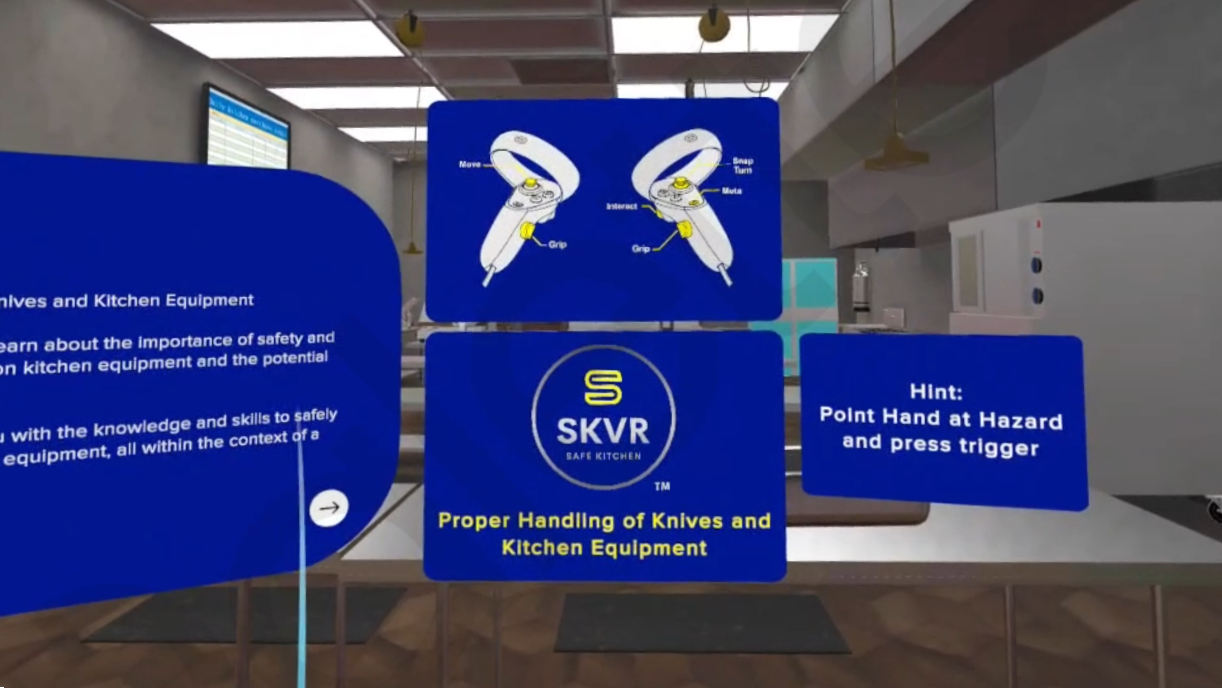 nives and Kitchen Equipment
earn about the importance of safety and
on kitchen equipment and the potential
u with the knowledge and skills to safely
equipment, all within the context of a
Move
Grip
Snap
Turn
Mute
Interact
Grip
S
SKVR
SAFE KITCHEN
TM
Proper Handling of Knives and
Kitchen Equipment
Hint:
Point Hand at Hazard
and press trigger